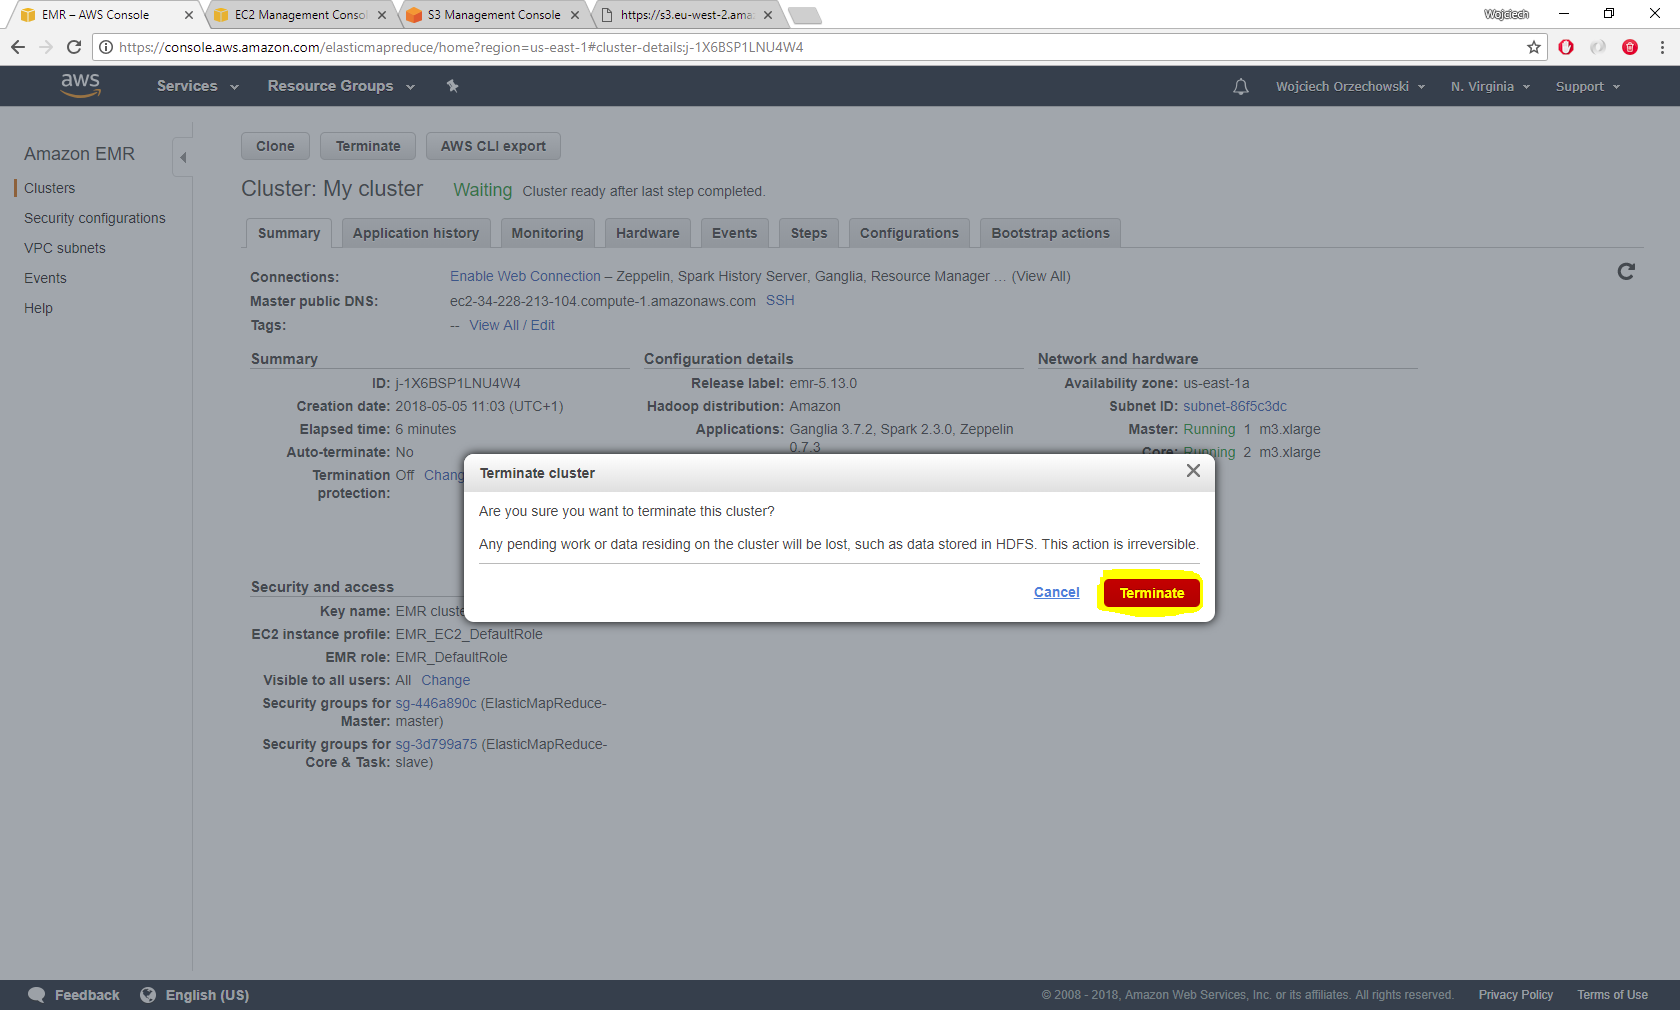 EMR – AWS Console
EC2 Management Conso
S3 Management Console
https://s3.eu-west-2.ama
Wojciech
https://console.aws.amazon.com/elasticmapreduce/home?region=us-east-1#cluster-details:j-1X6BSP1LNU4W4
aws
Services
Resource Groups
Wojciech Orzechowski
N. Virginia
Support
Amazon EMR
Clusters
Security configurations
VPC subnets
Events
Help
Clone
Terminate
AWS CLI export
Cluster: My cluster Waiting Cluster ready after last step completed.
Summary
Application history
Monitoring
Hardware
Events
Steps
Configurations
Bootstrap actions
Connections: Enable Web Connection – Zeppelin, Spark History Server, Ganglia, Resource Manager … (View All)
Master public DNS: ec2-34-228-213-104.compute-1.amazonaws.com SSH
Tags: -- View All / Edit
Summary
ID: j-1X6BSP1LNU4W4
Creation date: 2018-05-05 11:03 (UTC+1)
Elapsed time: 6 minutes
Auto-terminate: No
Termination Off Chang
protection:
Configuration details
Release label: emr-5.13.0
Hadoop distribution: Amazon
Applications: Ganglia 3.7.2, Spark 2.3.0, Zeppelin
0.7.3
Network and hardware
Availability zone: us-east-1a
Subnet ID: subnet-86f5c3dc
Master: Running 1 m3.xlarge
Core: Running 2 m3.xlarge
Terminate cluster
Are you sure you want to terminate this cluster?
Any pending work or data residing on the cluster will be lost, such as data stored in HDFS. This action is irreversible.
Cancel
Terminate
Security and access
Key name: EMR cluste
EC2 instance profile: EMR_EC2_DefaultRole
EMR role: EMR_DefaultRole
Visible to all users: All Change
Security groups for sg-446a890c (ElasticMapReduce-
Master: master)
Security groups for sg-3d799a75 (ElasticMapReduce-
Core & Task: slave)
Feedback
English (US)
© 2008 - 2018, Amazon Web Services, Inc. or its affiliates. All rights reserved.
Privacy Policy
Terms of Use